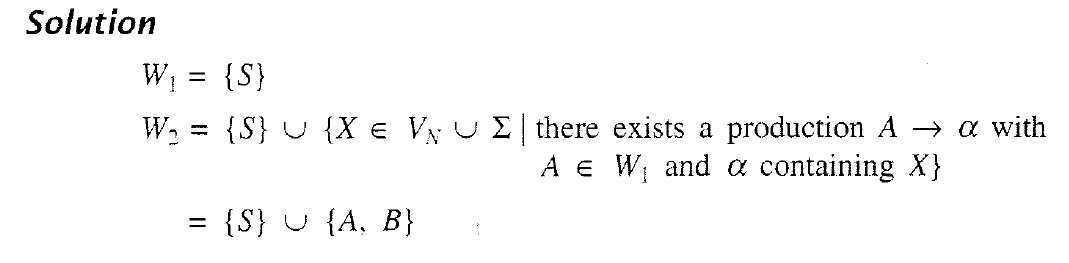 Solution
W₁ = {S}
W₂ = {S} ∪ {X ∈ V_N ∪ Σ | there exists a production A → α with
A ∈ W₁ and α containing X}
= {S} ∪ {A, B}